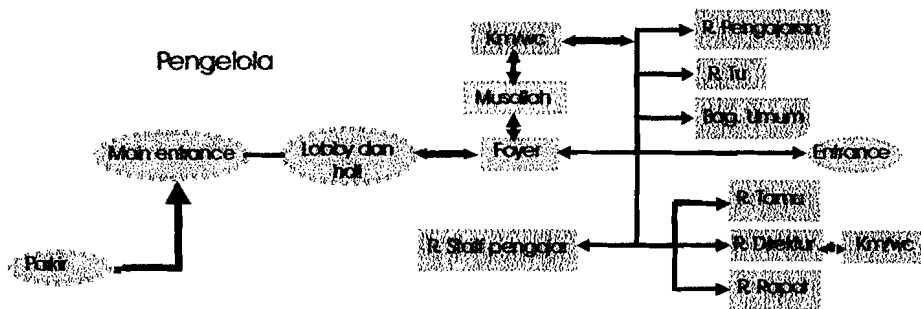 Km/wc
R. Pengajaran
Pengelola
R. Tu
Musallah
Bag. Umum
Main entrance
Lobby dan
hall
Foyer
Entrance
R. Tamu
R. Staff pengajar
R. Direktur
Km/wc
Parkir
R. Rapat